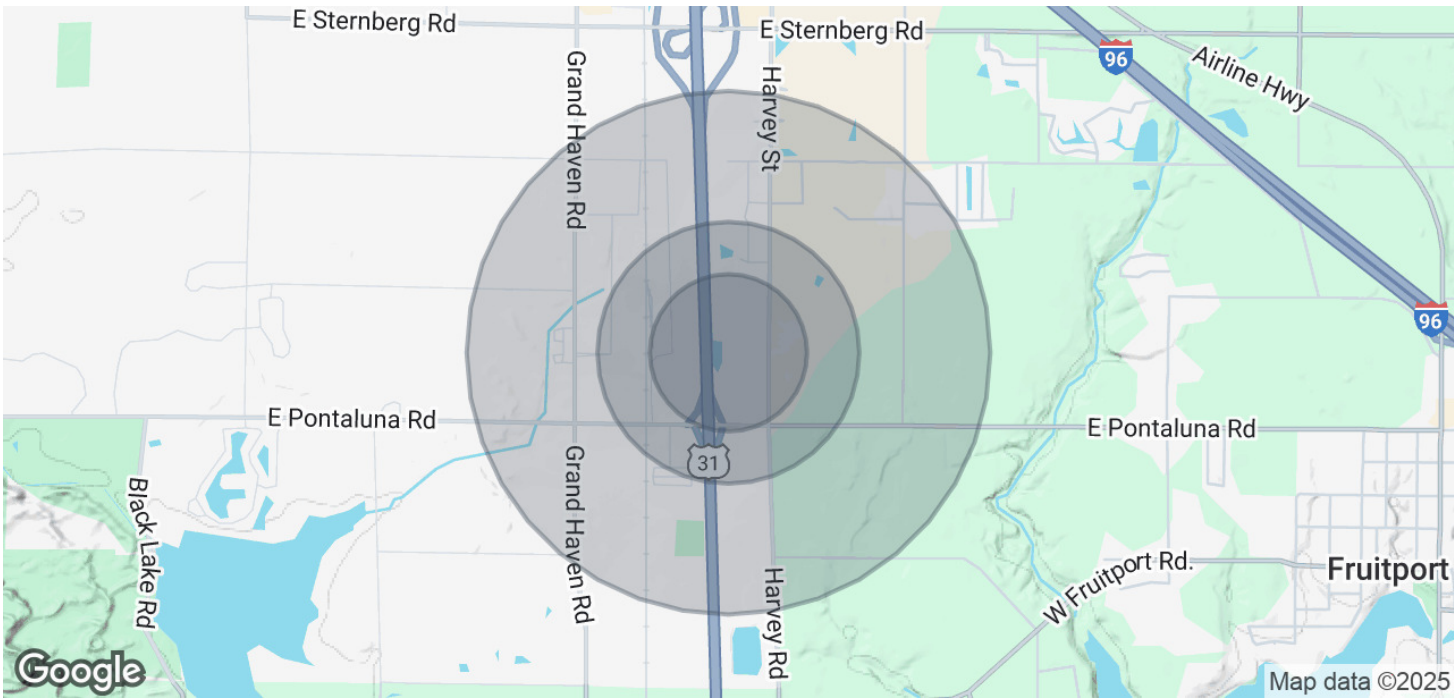 E Sternberg Rd
E Sternberg Rd
96
Airline Hwy
Grand Haven Rd
Harvey St
96
E Pontaluna Rd
E Pontaluna Rd
31
Black Lake Rd
Grand Haven Rd
Harvey Rd
W Fruitport Rd.
Fruitport
Google
Map data ©2025